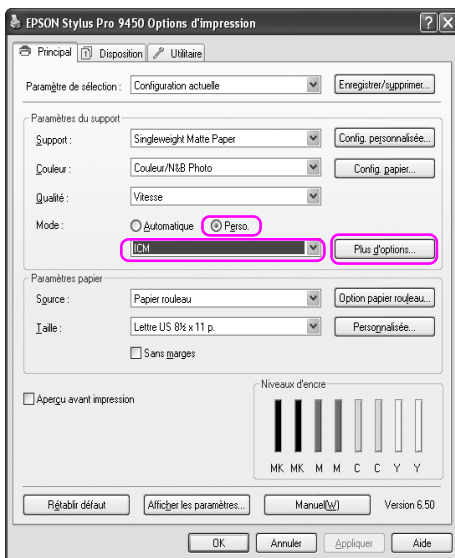 EPSON Stylus Pro 9450 Options d'impression
Principal Disposition Utilitaire
Paramètre de sélection : Configuration actuelle Enregistrer/supprimer...
Paramètres du support
Support : Singleweight Matte Paper Config. personnalisée...
Couleur : Couleur/N&B Photo Config. papier...
Qualité : Vitesse
Mode : Automatique Perso.
ICM Plus d'options...
Paramètres papier
Source : Papier rouleau Option papier rouleau...
Taille : Lettre US 8½ x 11 p. Personnalisée...
Sans marges
Aperçu avant impression
Niveaux d'encre
MK MK M M C C Y Y
Rétablir défaut Afficher les paramètres... Manuel(W) Version 6.50
OK Annuler Appliquer Aide